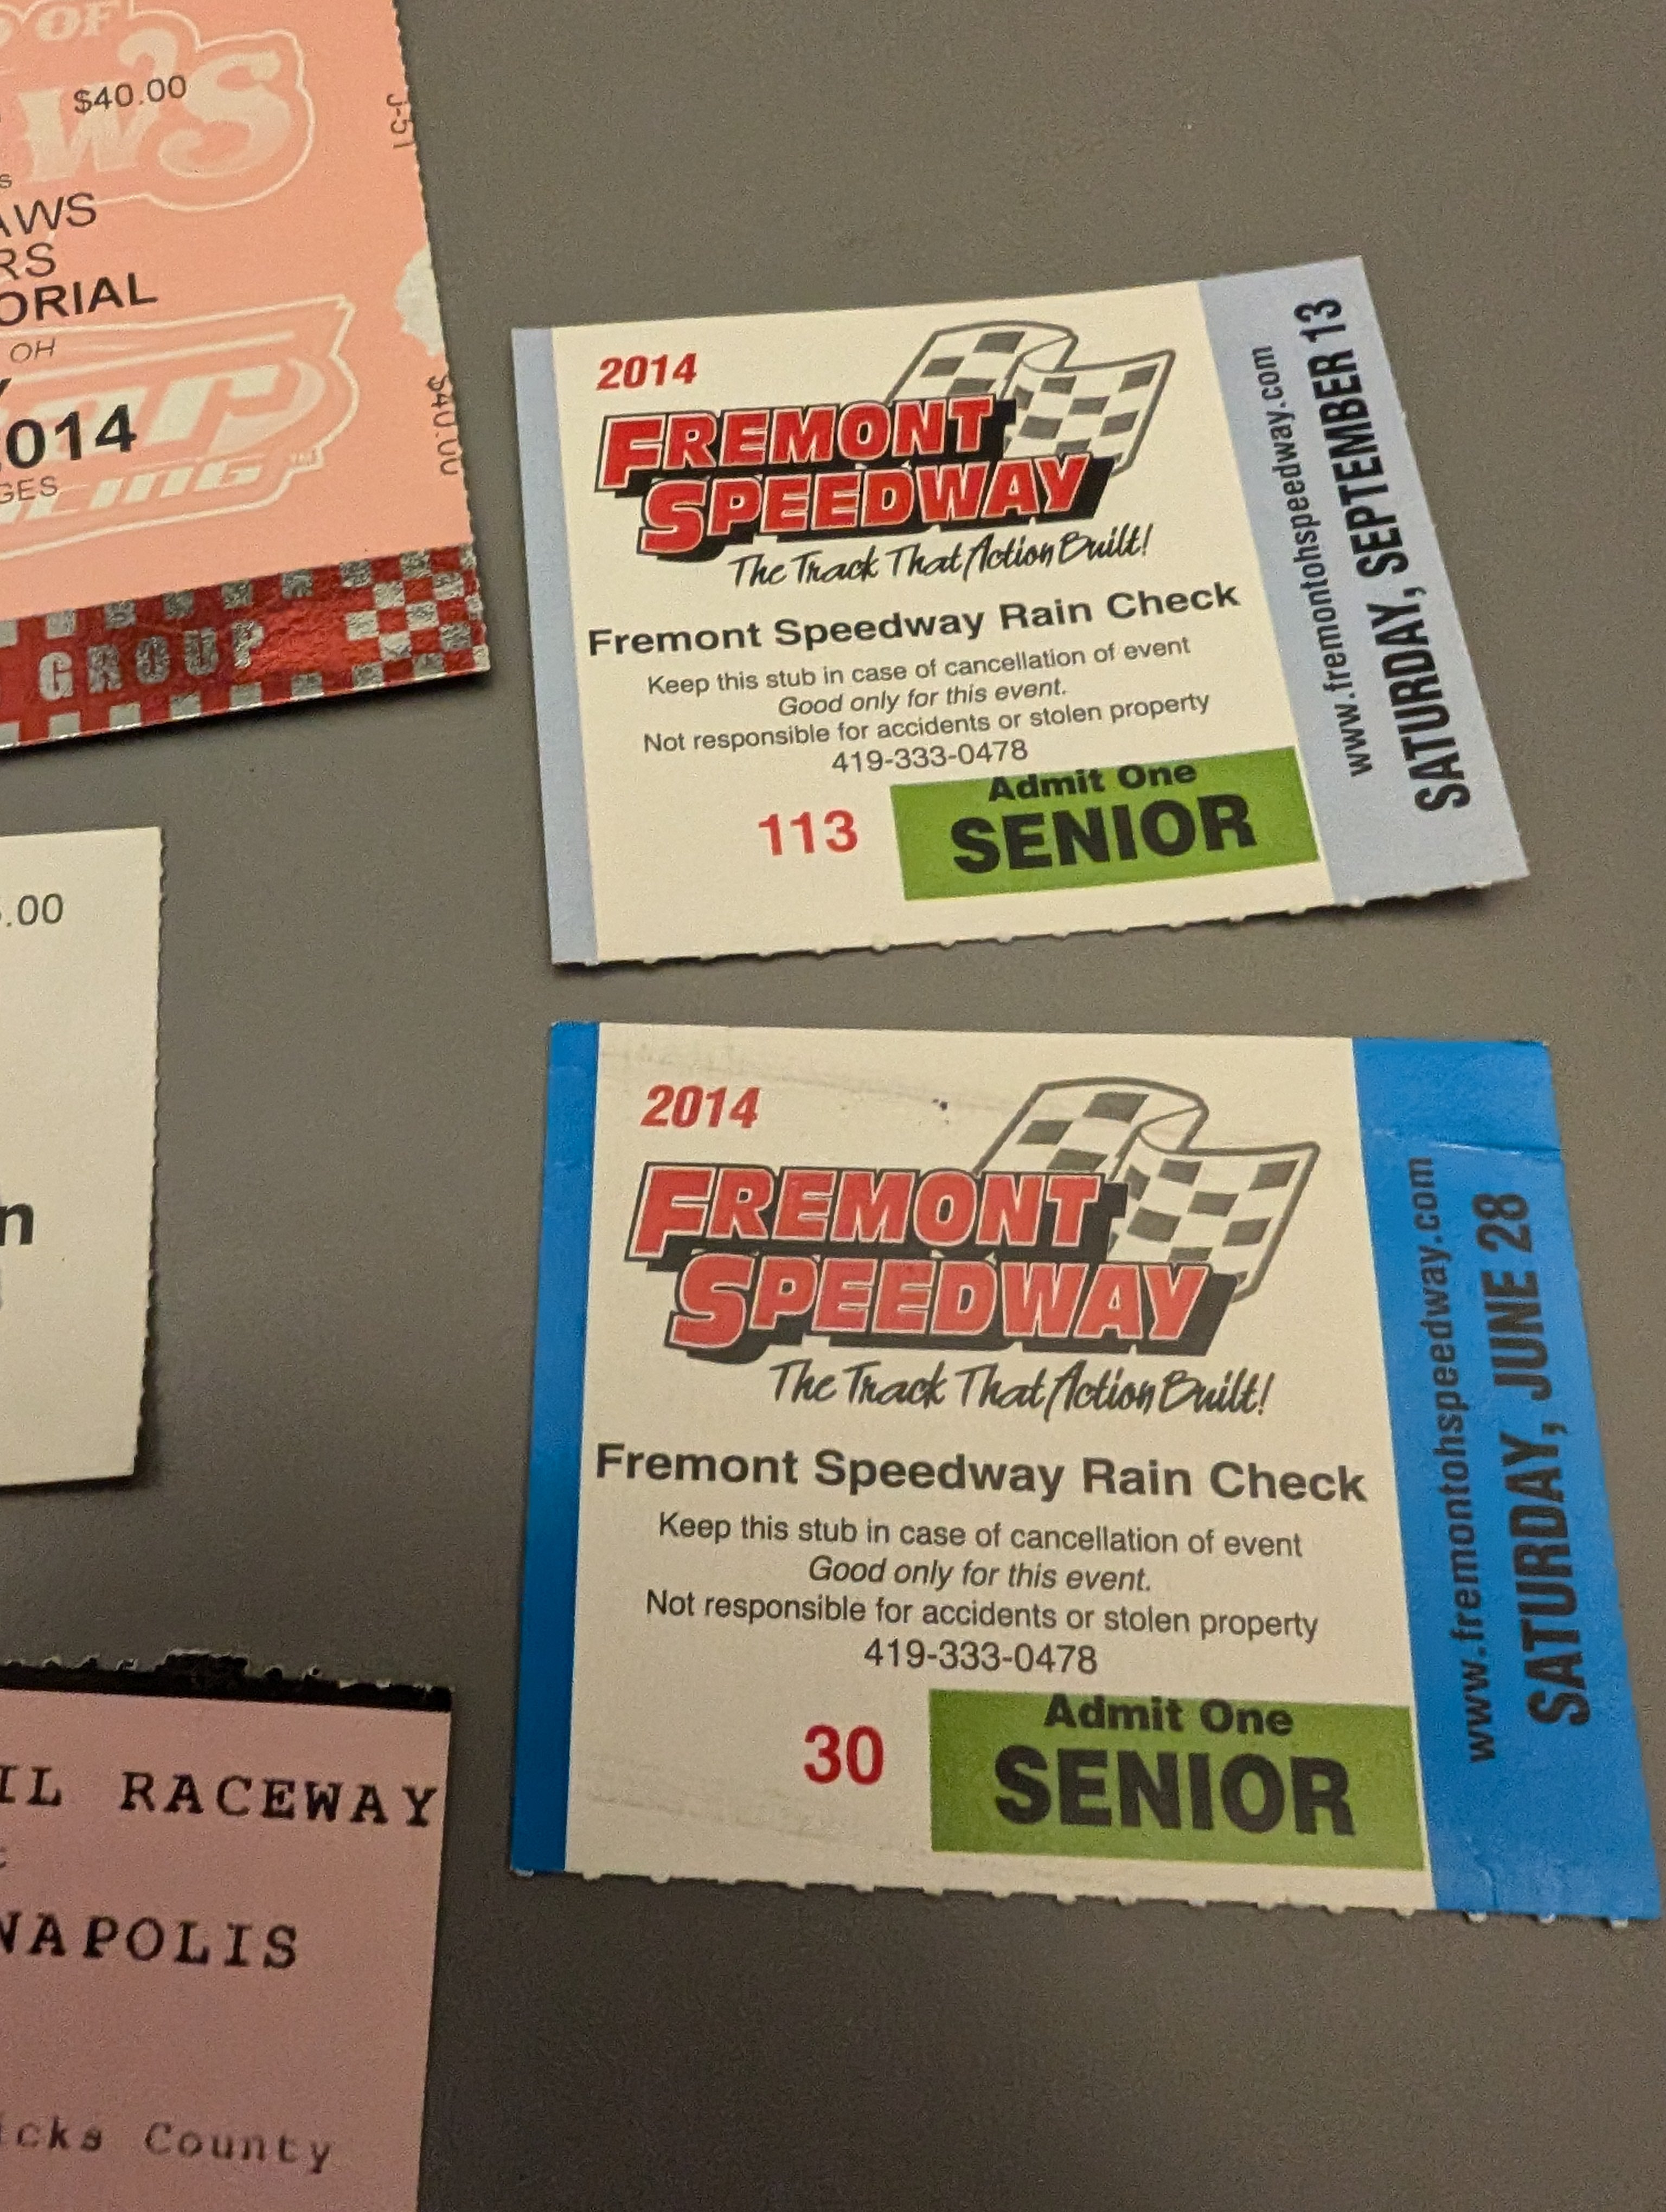 OF
$40.00
J-51
AWS
RS
ORIAL
OH
2014
GES
$40.00
GROUP
.00
n
IL RACEWAY
NAPOLIS
icks County
2014
FREMONT
SPEEDWAY
The Track That Action Built!
Fremont Speedway Rain Check
Keep this stub in case of cancellation of event
Good only for this event.
Not responsible for accidents or stolen property
419-333-0478
113
Admit One
SENIOR
www.fremontohspeedway.com
SATURDAY, SEPTEMBER 13
2014
FREMONT
SPEEDWAY
The Track That Action Built!
Fremont Speedway Rain Check
Keep this stub in case of cancellation of event
Good only for this event.
Not responsible for accidents or stolen property
419-333-0478
30
Admit One
SENIOR
www.fremontohspeedway.com
SATURDAY, JUNE 28